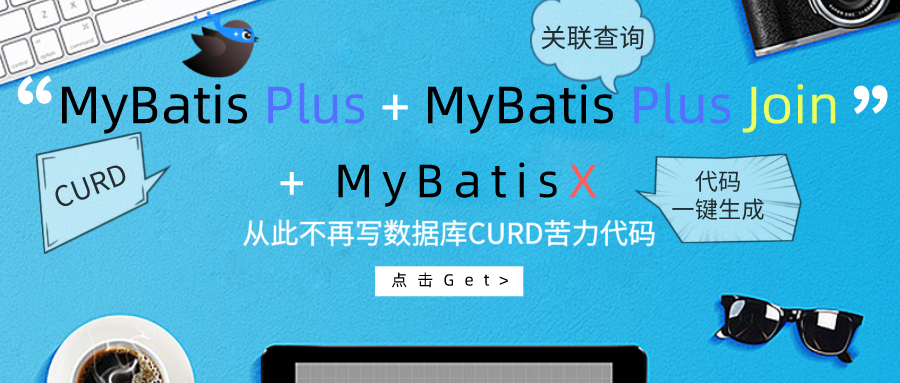 关联查询
“MyBatis Plus + MyBatis Plus Join”
CURD
+ MyBatisX
代码
一键生成
从此不再写数据库CURD苦力代码
点击Get>